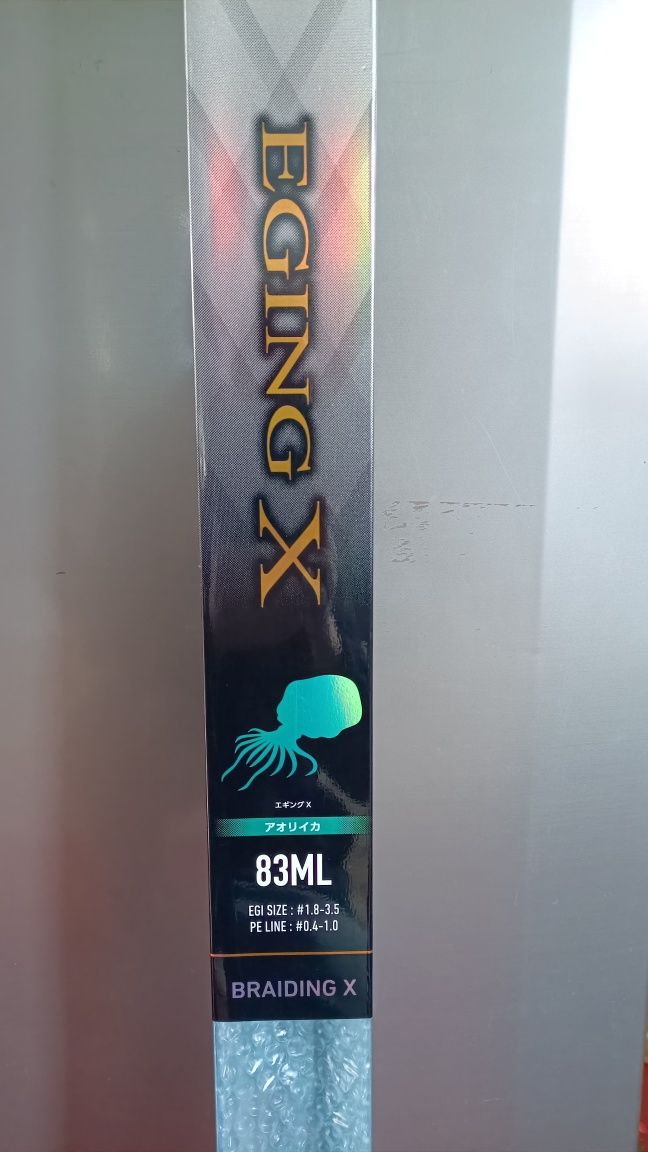 EGING X
エギング X
アオリイカ
83ML
EGI SIZE : #1.8-3.5
PE LINE : #0.4-1.0
BRAIDING X